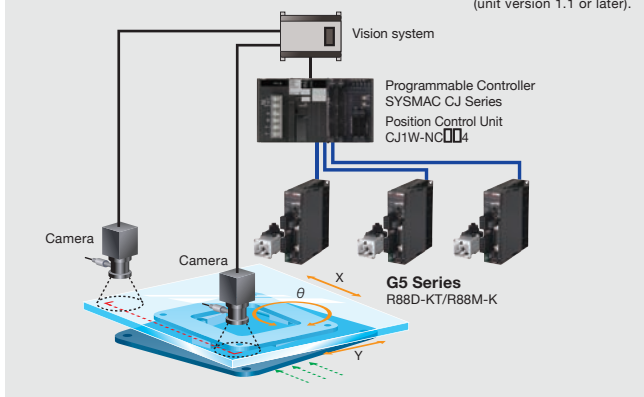 (unit version 1.1 or later).
Vision system
Programmable Controller
SYSMAC CJ Series
Position Control Unit
CJ1W-NC□□4
Camera
Camera
X
θ
G5 Series
R88D-KT/R88M-K
Y